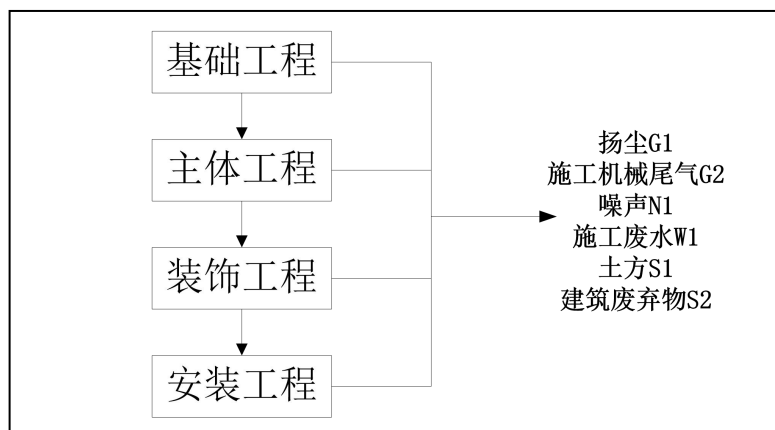 基础工程
主体工程
装饰工程
安装工程
扬尘G1
施工机械尾气G2
噪声N1
施工废水W1
土方S1
建筑废弃物S2